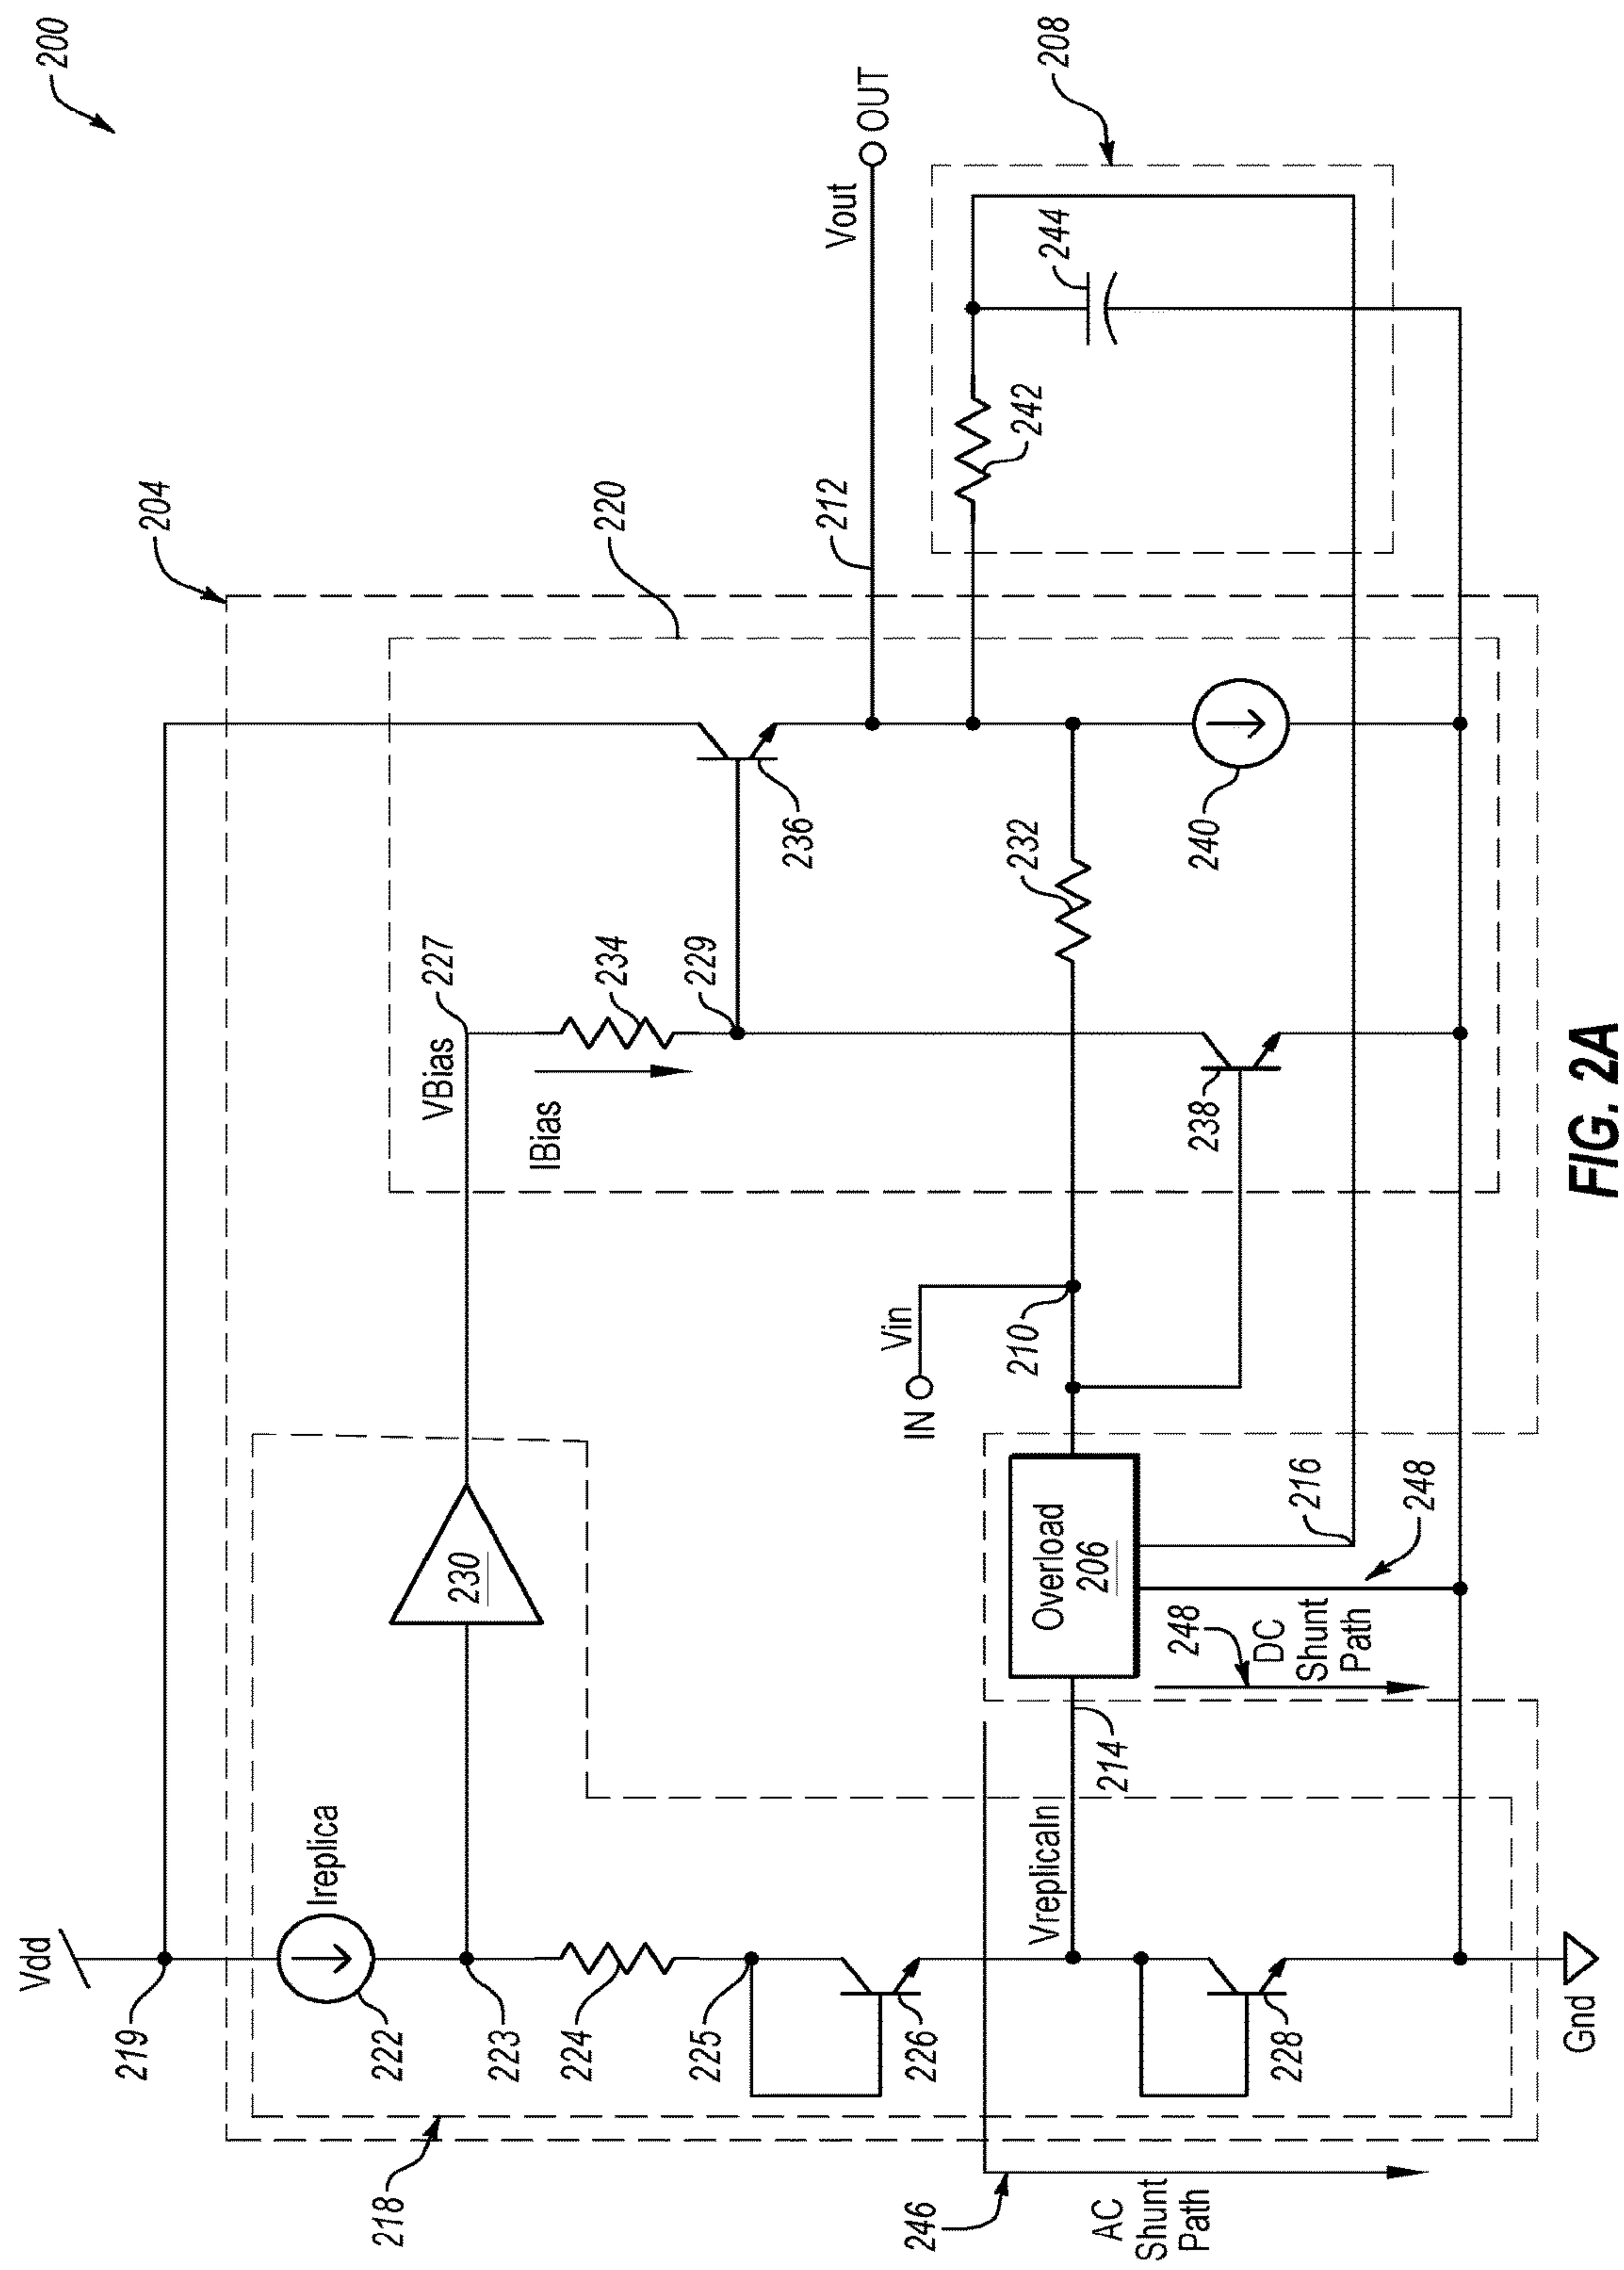 200
Vdd
219
204
Ireplica
222
218
223
230
VBias
227
IBias
234
220
224
225
229
236
226
Vout
OUT
212
208
IN
Vin
210
232
242
244
VreplicaIn
214
Overload
206
246
AC
Shunt
Path
248
DC
Shunt
Path
216
248
238
240
228
Gnd
FIG. 2A